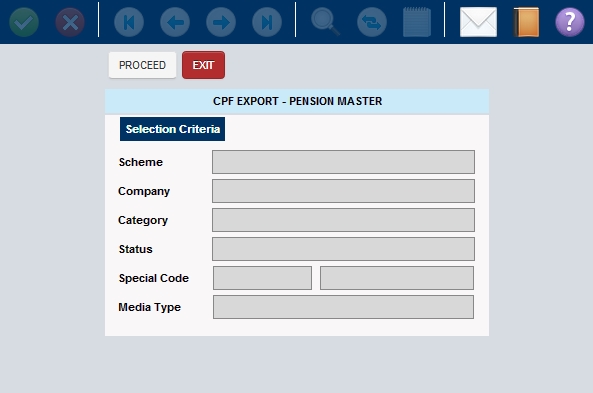 ?
PROCEED EXIT
CPF EXPORT - PENSION MASTER
Selection Criteria
Scheme
Company
Category
Status
Special Code
Media Type